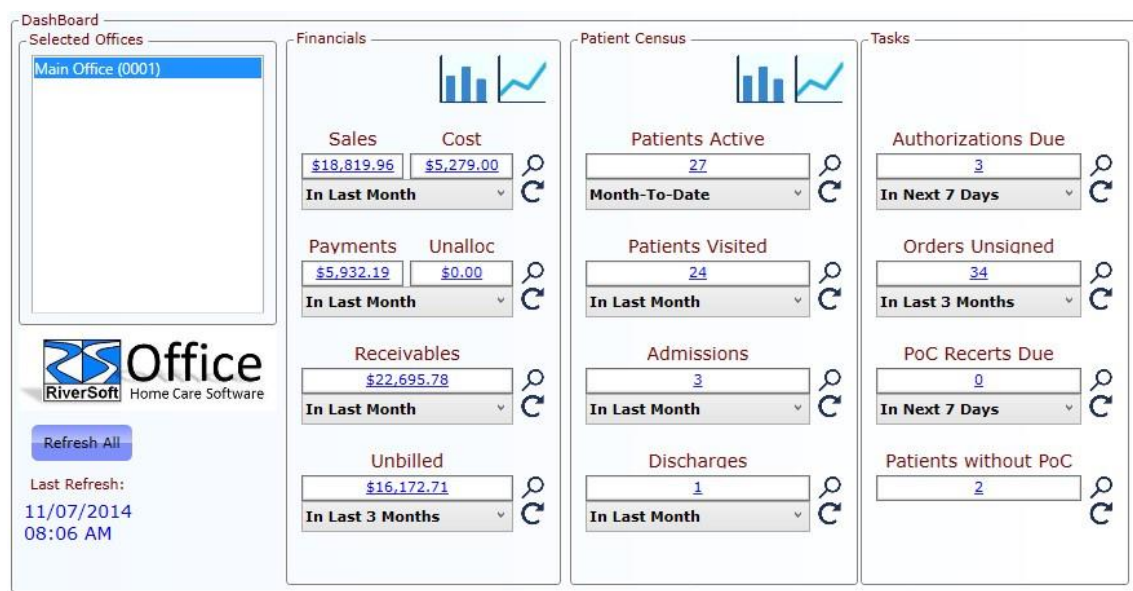 DashBoard
Selected Offices
Main Office (0001)
RS Office
RiverSoft Home Care Software
Refresh All
Last Refresh:
11/07/2014
08:06 AM
Financials
Sales Cost
$18,819.96 $5,279.00
In Last Month
Payments Unalloc
$5,932.19 $0.00
In Last Month
Receivables
$22,695.78
In Last Month
Unbilled
$16,172.71
In Last 3 Months
Patient Census
Patients Active
27
Month-To-Date
Patients Visited
24
In Last Month
Admissions
3
In Last Month
Discharges
1
In Last Month
Tasks
Authorizations Due
3
In Next 7 Days
Orders Unsigned
34
In Last 3 Months
PoC Recerts Due
0
In Next 7 Days
Patients without PoC
2